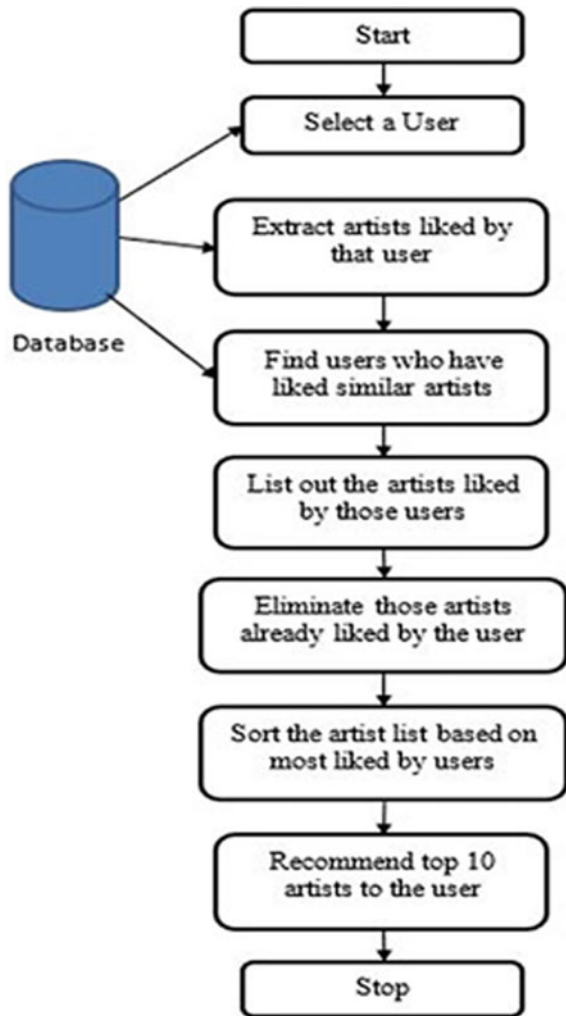 Start
Select a User
Extract artists liked by
that user
Database
Find users who have
liked similar artists
List out the artists liked
by those users
Eliminate those artists
already liked by the user
Sort the artist list based on
most liked by users
Recommend top 10
artists to the user
Stop